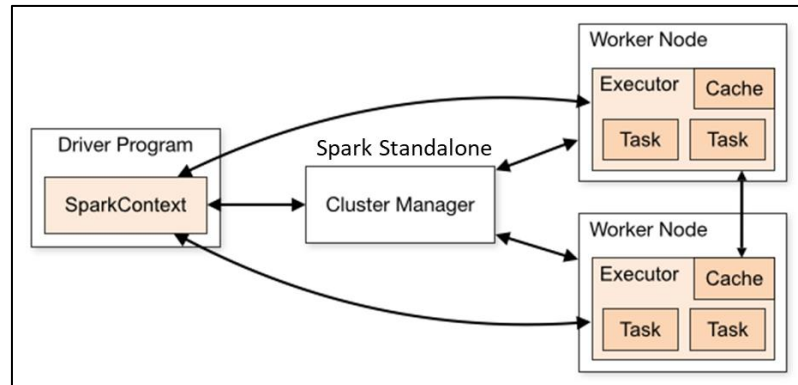 Driver Program
SparkContext
Spark Standalone
Cluster Manager
Worker Node
Executor
Cache
Task
Task
Worker Node
Executor
Cache
Task
Task